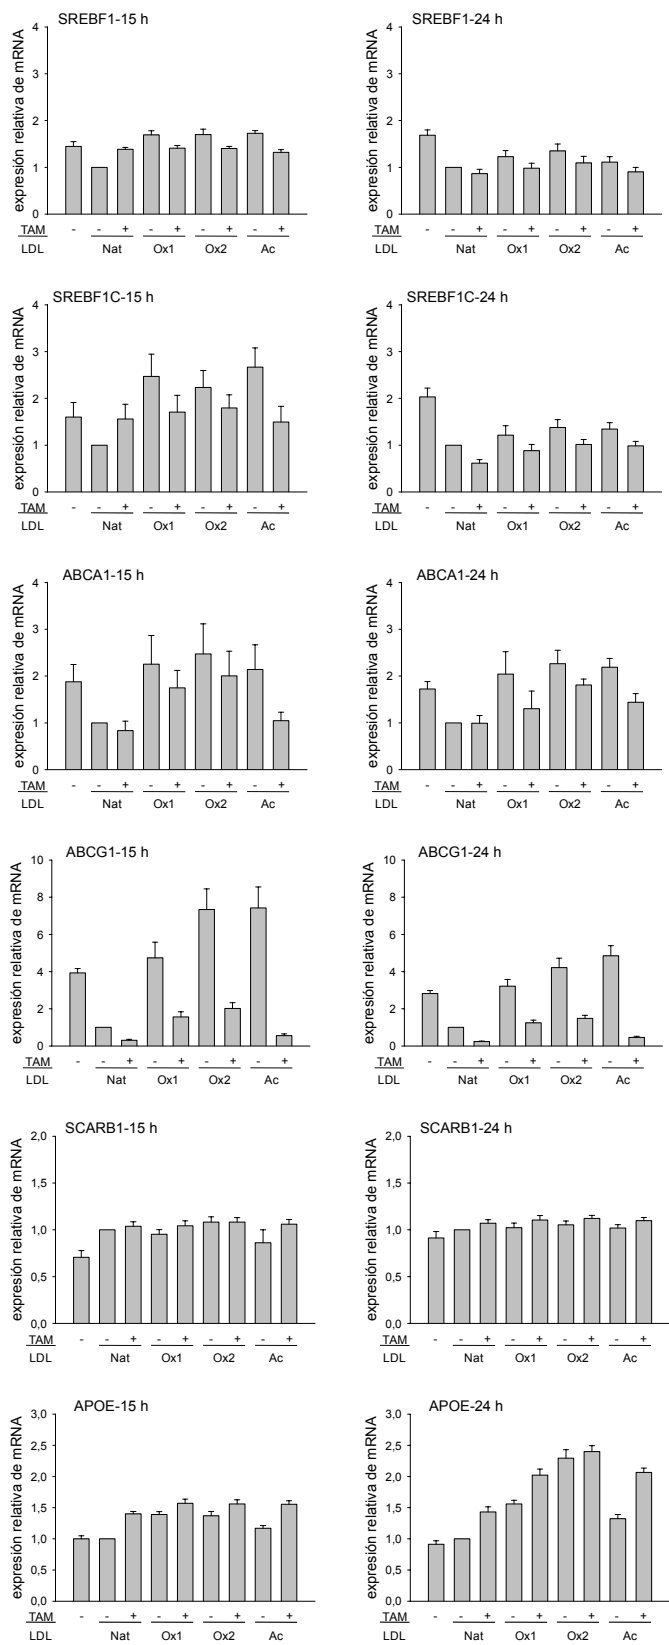 SREBF1-15 h
expresión relativa de mRNA
4
3
2
1
0
TAM - - + - + - + - +
LDL Nat Ox1 Ox2 Ac
SREBF1-24 h
expresión relativa de mRNA
4
3
2
1
0
TAM - - + - + - + - +
LDL Nat Ox1 Ox2 Ac
SREBF1C-15 h
expresión relativa de mRNA
4
3
2
1
0
TAM - - + - + - + - +
LDL Nat Ox1 Ox2 Ac
SREBF1C-24 h
expresión relativa de mRNA
4
3
2
1
0
TAM - - + - + - + - +
LDL Nat Ox1 Ox2 Ac
ABCA1-15 h
expresión relativa de mRNA
4
3
2
1
0
TAM - - + - + - + - +
LDL Nat Ox1 Ox2 Ac
ABCA1-24 h
expresión relativa de mRNA
4
3
2
1
0
TAM - - + - + - + - +
LDL Nat Ox1 Ox2 Ac
ABCG1-15 h
expresión relativa de mRNA
10
8
6
4
2
0
TAM - - + - + - + - +
LDL Nat Ox1 Ox2 Ac
ABCG1-24 h
expresión relativa de mRNA
10
8
6
4
2
0
TAM - - + - + - + - +
LDL Nat Ox1 Ox2 Ac
SCARB1-15 h
expresión relativa de mRNA
2,0
1,5
1,0
0,5
0,0
TAM - - + - + - + - +
LDL Nat Ox1 Ox2 Ac
SCARB1-24 h
expresión relativa de mRNA
2,0
1,5
1,0
0,5
0,0
TAM - - + - + - + - +
LDL Nat Ox1 Ox2 Ac
APOE-15 h
expresión relativa de mRNA
3,0
2,5
2,0
1,5
1,0
0,5
0,0
TAM - - + - + - + - +
LDL Nat Ox1 Ox2 Ac
APOE-24 h
expresión relativa de mRNA
3,0
2,5
2,0
1,5
1,0
0,5
0,0
TAM - - + - + - + - +
LDL Nat Ox1 Ox2 Ac